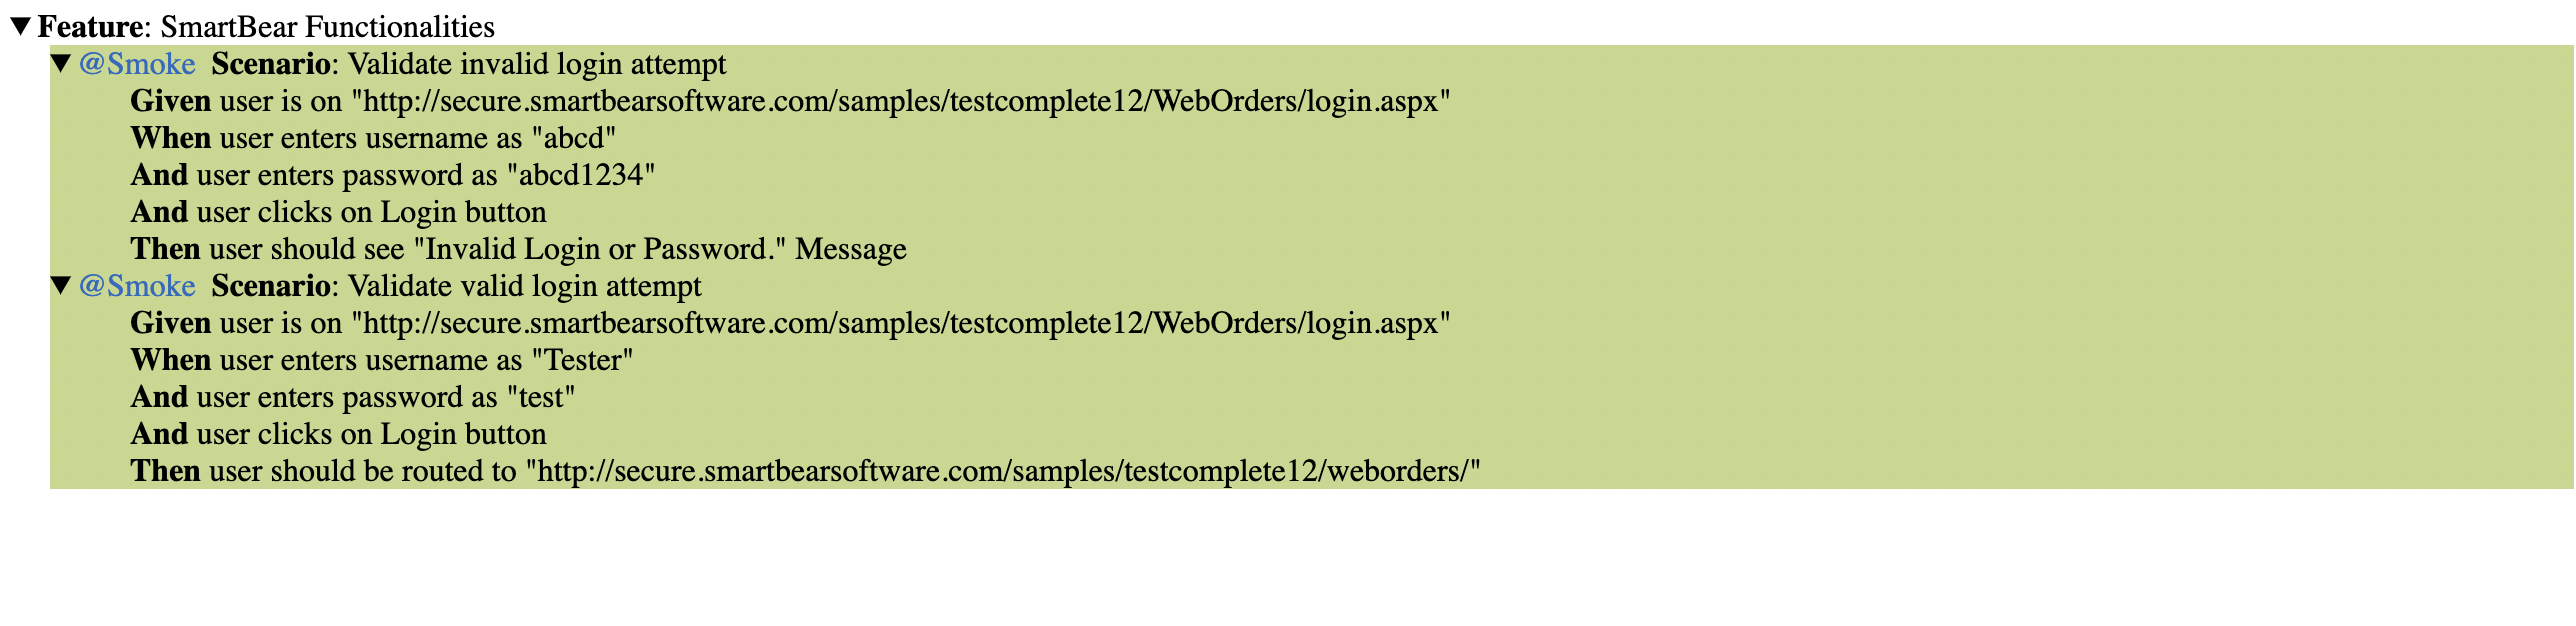 Feature: SmartBear Functionalities
@Smoke Scenario: Validate invalid login attempt
Given user is on "http://secure.smartbearsoftware.com/samples/testcomplete12/WebOrders/login.aspx"
When user enters username as "abcd"
And user enters password as "abcd1234"
And user clicks on Login button
Then user should see "Invalid Login or Password." Message
@Smoke Scenario: Validate valid login attempt
Given user is on "http://secure.smartbearsoftware.com/samples/testcomplete12/WebOrders/login.aspx"
When user enters username as "Tester"
And user enters password as "test"
And user clicks on Login button
Then user should be routed to "http://secure.smartbearsoftware.com/samples/testcomplete12/weborders/"